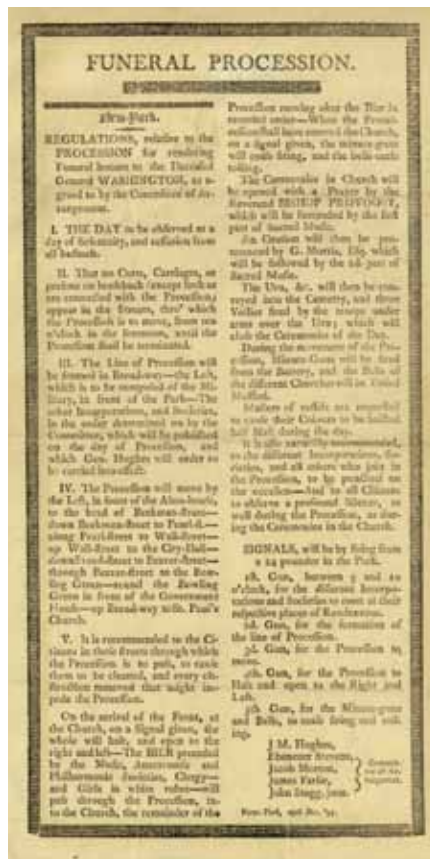 FUNERAL PROCESSION.
New-York.
REGULATIONS, relative to the
PROCESSION for rendering
Funeral honors to the Deceased
General WASHINGTON, as a-
greed to by the Committee of Ar-
rangement.
I. THE DAY to be observed as a
day of solemnity, and cessation from
all business.
II. That no Carts, Carriages, or
persons on horseback (except such as
are connected with the Procession)
appear in the Streets, thro' which
the Procession is to move, from ten
o'clock in the forenoon, until the
Procession shall be terminated.
III. The Line of Procession will
be formed in Broadway—the Left,
which is to be composed of the Mi-
litary, in front of the Park—The
other Incorporations, and Societies,
in the order determined on by the
Committee, which will be published
on the day of Procession, and
which Gen. Hughes will order to
be carried into effect.
IV. The Procession will move by
the Left, in front of the Alms-house,
to the head of Beekman-street—
down Beekman-street to Pearl-st.—
along Pearl-street to Wall-street—
up Wall-street to the City-Hall—
down Broad-street to Beaver-street—
through Beaver-street to the Bow-
ling Green—round the Bowling
Green in front of the Government
House—up Broadway to St. Paul's
Church.
V. It is recommended to the Ci-
tizens in those streets through which
the Procession is to pass, to cause
them to be cleaned, and every ob-
struction removed that might im-
pede the Procession.
On the arrival of the Front, at
the Church, on a Signal given, the
whole will halt, and open to the
right and left—The BIER preceded
by the Music, Anacreontic and
Philharmonic Societies, Clergy—
and Girls in white robes—will
pass through the Procession, in-
to the Church, the remainder of the
Procession moving after the Bier in
inverted order—When the Proces-
sion shall have entered the Church,
on a signal given, the minute-guns
will cease firing, and the bells cease
tolling.
The Ceremonies in Church will
be opened with a Prayer by the
Reverend BISHOP PROVOOST,
which will be succeeded by the first
part of Sacred Music.
An Oration will then be pro-
nounced by G. Morris, Esq. which
will be followed by the 2d part of
Sacred Music.
The Urn, &c. will then be con-
veyed into the Cemetry, and three
Vollies fired by the troops under
arms over the Urn; which will
close the Ceremonies of the Day.
During the movement of the Pro-
cession, Minute Guns will be fired
from the Battery, and the Bells of
the different Churches will be Tolled
Muffled.
Masters of vessels are requested
to cause their Colours to be hoisted
half Mast during the day.
It is also earnestly recommended,
to the different Incorporations, So-
cieties, and all others who join in
the Procession, to be punctual on
the occasion—And to all Citizens
to observe a profound silence, as
well during the Procession, as dur-
ing the Ceremonies in the Church.
SIGNALS, will be by firing from
a 24 pounder in the Park.
1st. Gun, between 9 and 10
o'clock, for the different Incorpo-
rations and Societies to meet at their
respective places of Rendezvous.
2d. Gun, for the formation of
the line of Procession.
3d. Gun, for the Procession to
move.
4th. Gun, for the Procession to
Halt and open to the Right and
Left.
5th. Gun, for the Minute-guns
and Bells, to cease firing and toll-
ing.
J M. Hughes,
Ebenezer Stevens,
Jacob Morton,
James Farlie,
John Stagg, junr.
Commit-
tee of Ar-
rangement.
New-York, Dec. '99.